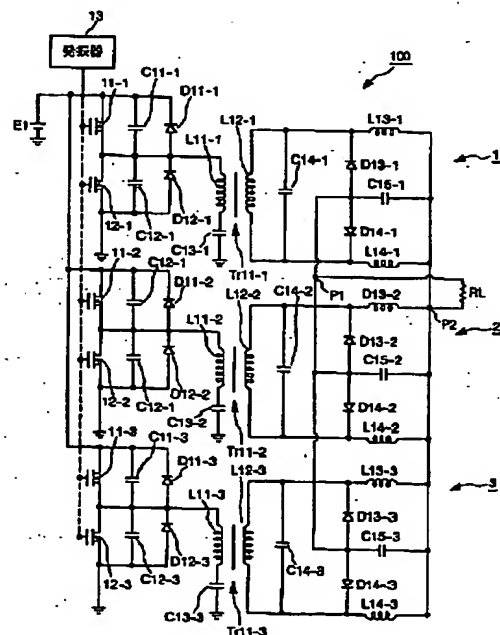 13
発振器
100
C11-1
11-1
D11-1
E1
L11-1
L12-1
L13-1
1
C14-1
D13-1
C15-1
D14-1
12-1
C12-1
D12-1
C13-1
L14-1
11-2
Tr11-1
P1
RL
C12-1
D11-2
L12-2
C14-2
D13-2
P2
L11-2
2
D13-2
C15-2
12-2
D12-2
D14-2
C12-1
C13-2
L14-2
11-3
Tr11-2
C11-3
D11-3
L11-3
L12-3
L13-3
3
D13-3
C15-3
12-3
C12-3
D12-3
C14-3
D14-3
C13-3
L14-3
Tr11-3